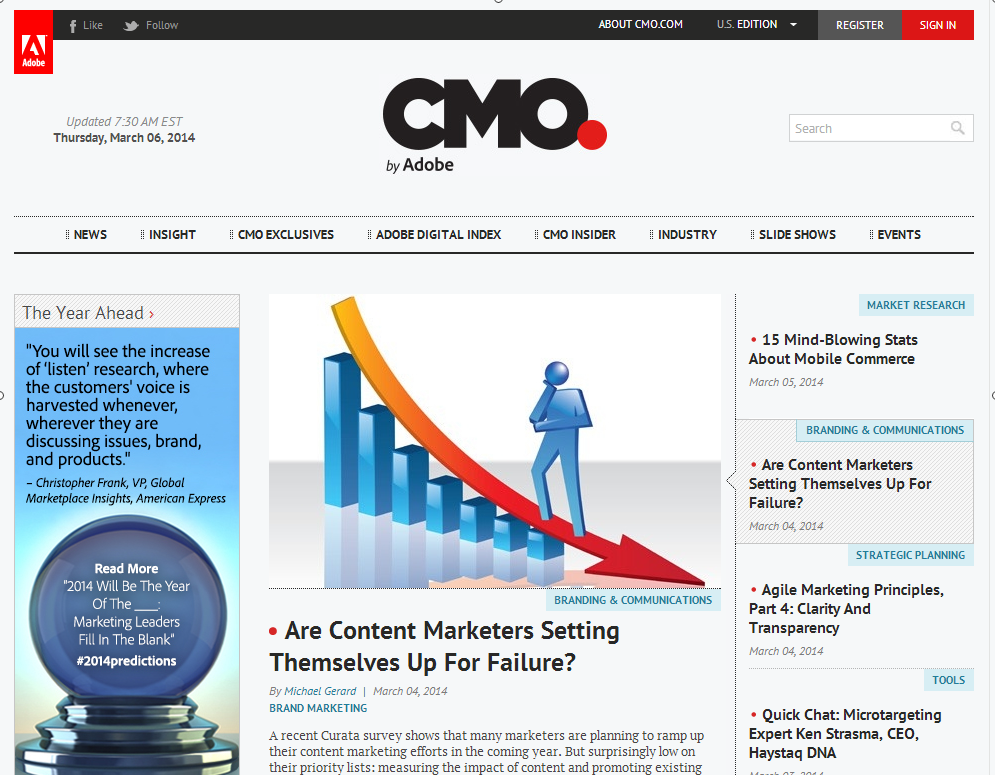 Adobe
Like
Follow
ABOUT CMO.COM
U.S. EDITION
REGISTER
SIGN IN
Updated 7:30 AM EST
Thursday, March 06, 2014
CMO.
by Adobe
Search
NEWS
INSIGHT
CMO EXCLUSIVES
ADOBE DIGITAL INDEX
CMO INSIDER
INDUSTRY
SLIDE SHOWS
EVENTS
The Year Ahead ›
"You will see the increase
of ‘listen’ research, where
the customers' voice is
harvested whenever,
wherever they are
discussing issues, brand,
and products."
– Christopher Frank, VP, Global
Marketplace Insights, American Express
Read More
"2014 Will Be The Year
Of The ____:
Marketing Leaders
Fill In The Blank"
#2014predictions
BRANDING & COMMUNICATIONS
• Are Content Marketers Setting
Themselves Up For Failure?
By Michael Gerard | March 04, 2014
BRAND MARKETING
A recent Curata survey shows that many marketers are planning to ramp up
their content marketing efforts in the coming year. But surprisingly low on
their priority lists: measuring the impact of content and promoting existing
MARKET RESEARCH
• 15 Mind-Blowing Stats
About Mobile Commerce
March 05, 2014
BRANDING & COMMUNICATIONS
• Are Content Marketers
Setting Themselves Up For
Failure?
March 04, 2014
STRATEGIC PLANNING
• Agile Marketing Principles,
Part 4: Clarity And
Transparency
March 04, 2014
TOOLS
• Quick Chat: Microtargeting
Expert Ken Strasma, CEO,
Haystaq DNA
March 03, 2014